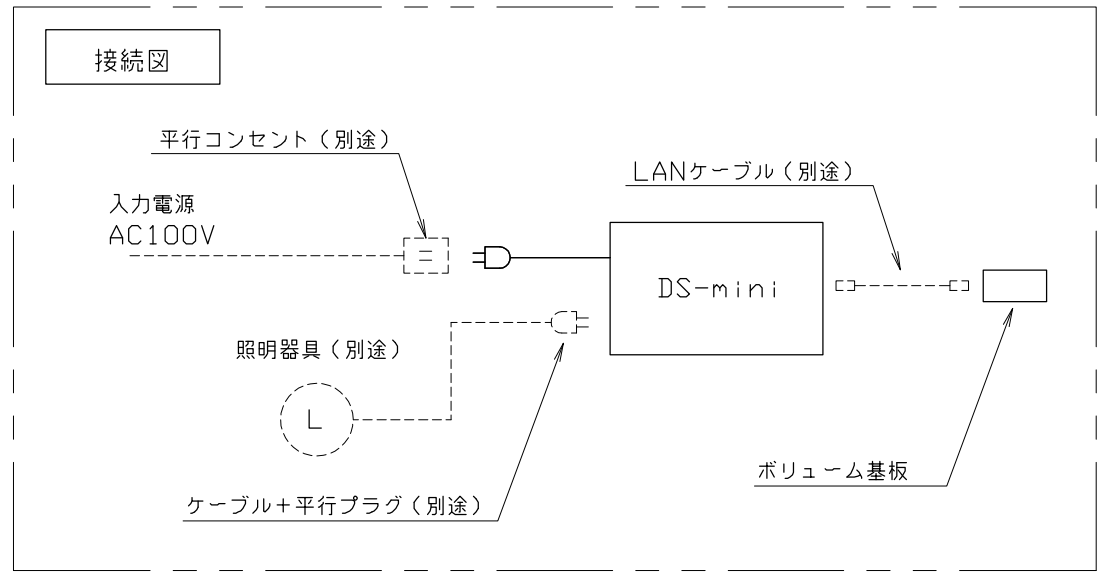 接続図
平行コンセント(別途)
LANケーブル(別途)
入力電源
AC100V
DS-mini
照明器具(別途)
L
ボリューム基板
ケーブル+平行プラグ(別途)